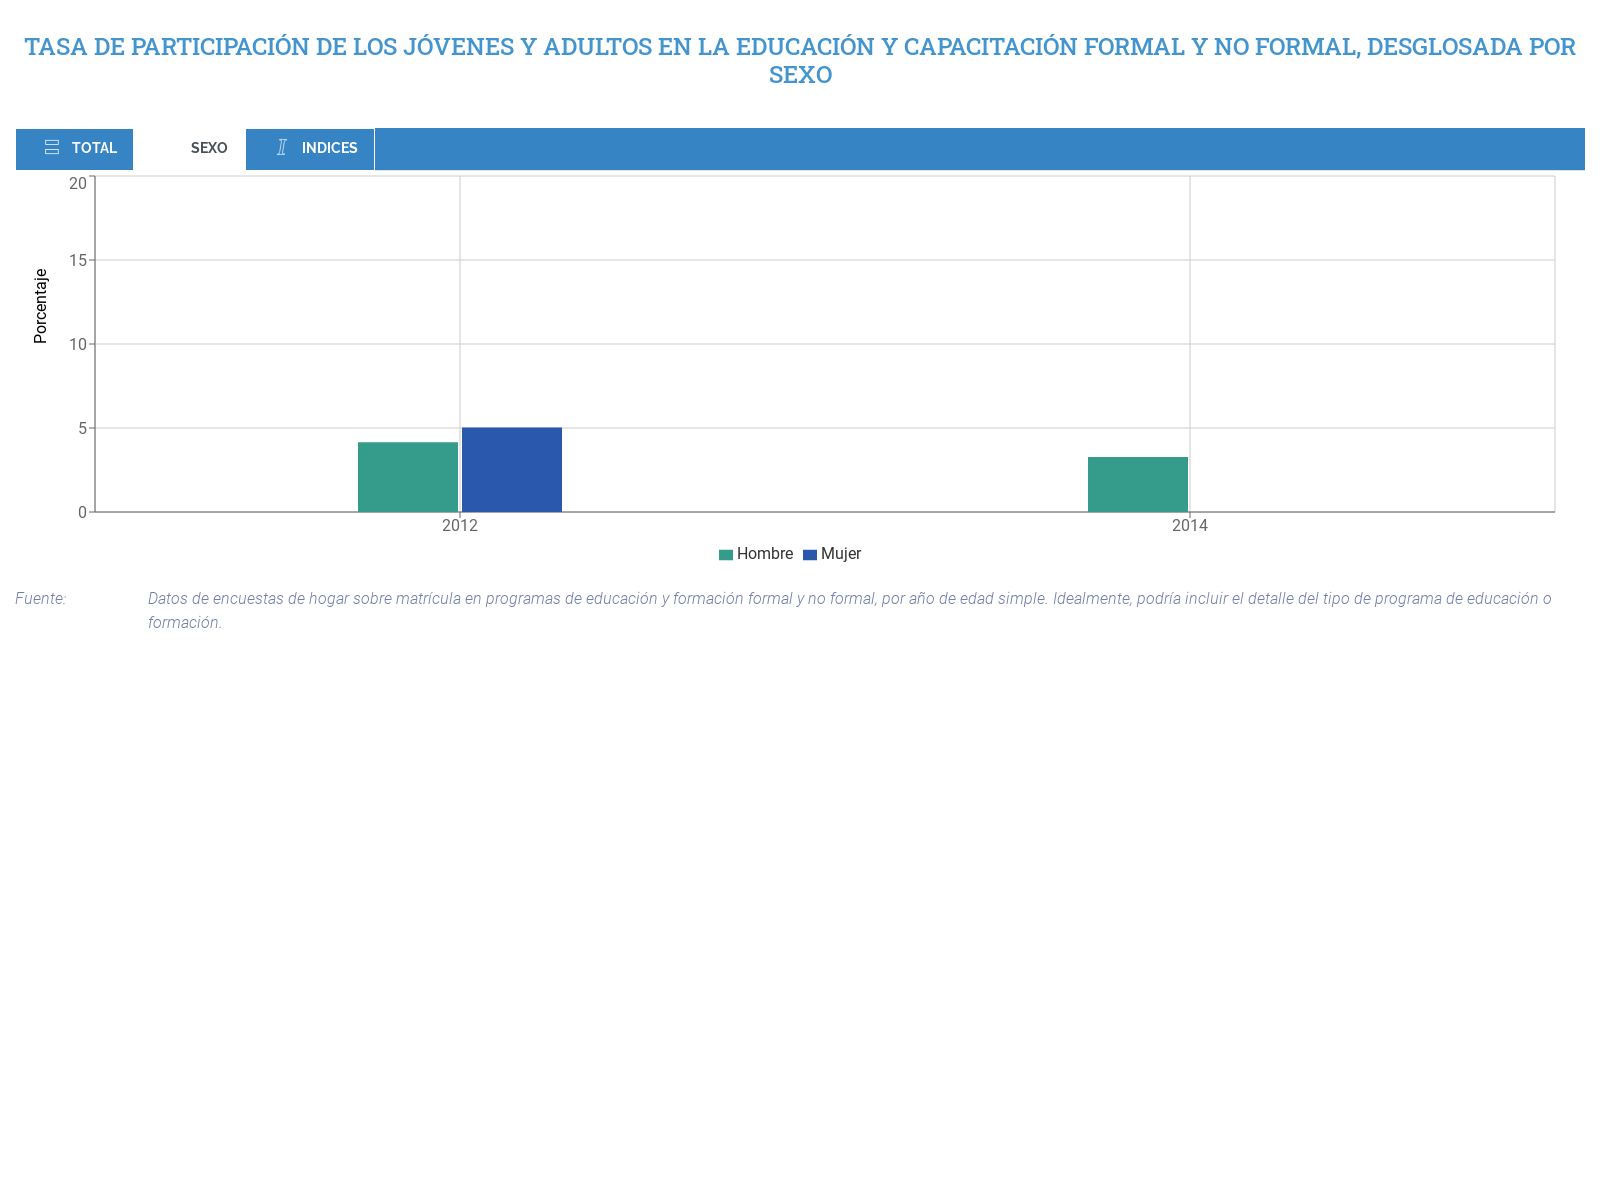 TASA DE PARTICIPACIÓN DE LOS JÓVENES Y ADULTOS EN LA EDUCACIÓN Y CAPACITACIÓN FORMAL Y NO FORMAL, DESGLOSADA POR
SEXO
TOTAL
SEXO
INDICES
20
15
10
5
0
Porcentaje
2012
2014
Hombre
Mujer
Fuente:
Datos de encuestas de hogar sobre matrícula en programas de educación y formación formal y no formal, por año de edad simple. Idealmente, podría incluir el detalle del tipo de programa de educación o
formación.